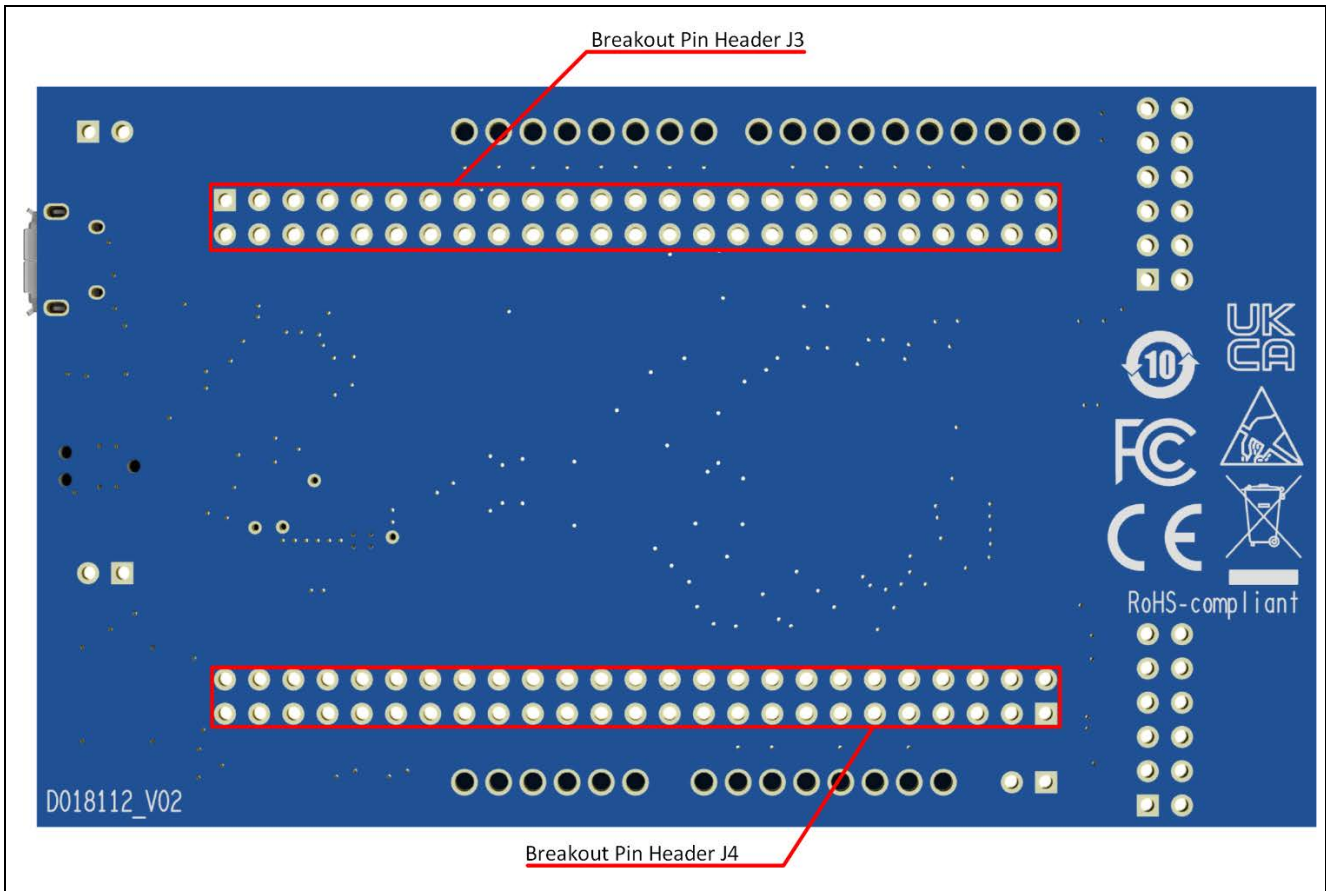 Breakout Pin Header J3
10
UK
CA
FC
CE
RoHS-compliant
D018112_V02
Breakout Pin Header J4